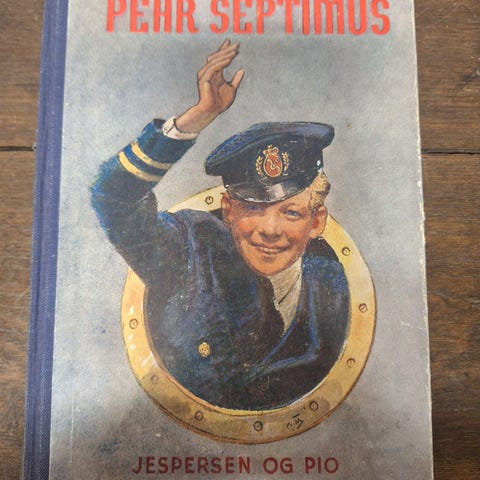 PEHR SEPTIMUS
JESPERSEN OG PIO